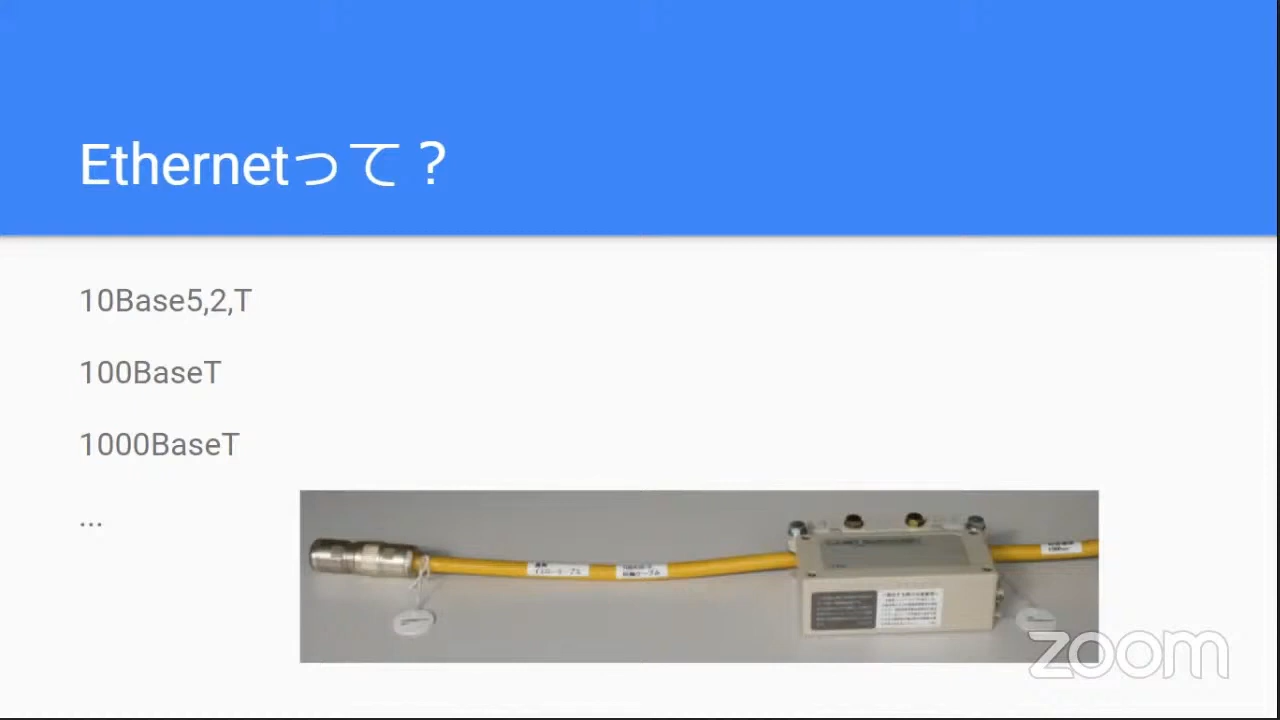 Ethernetって？
10Base5,2,T
100BaseT
1000BaseT
...
zoom